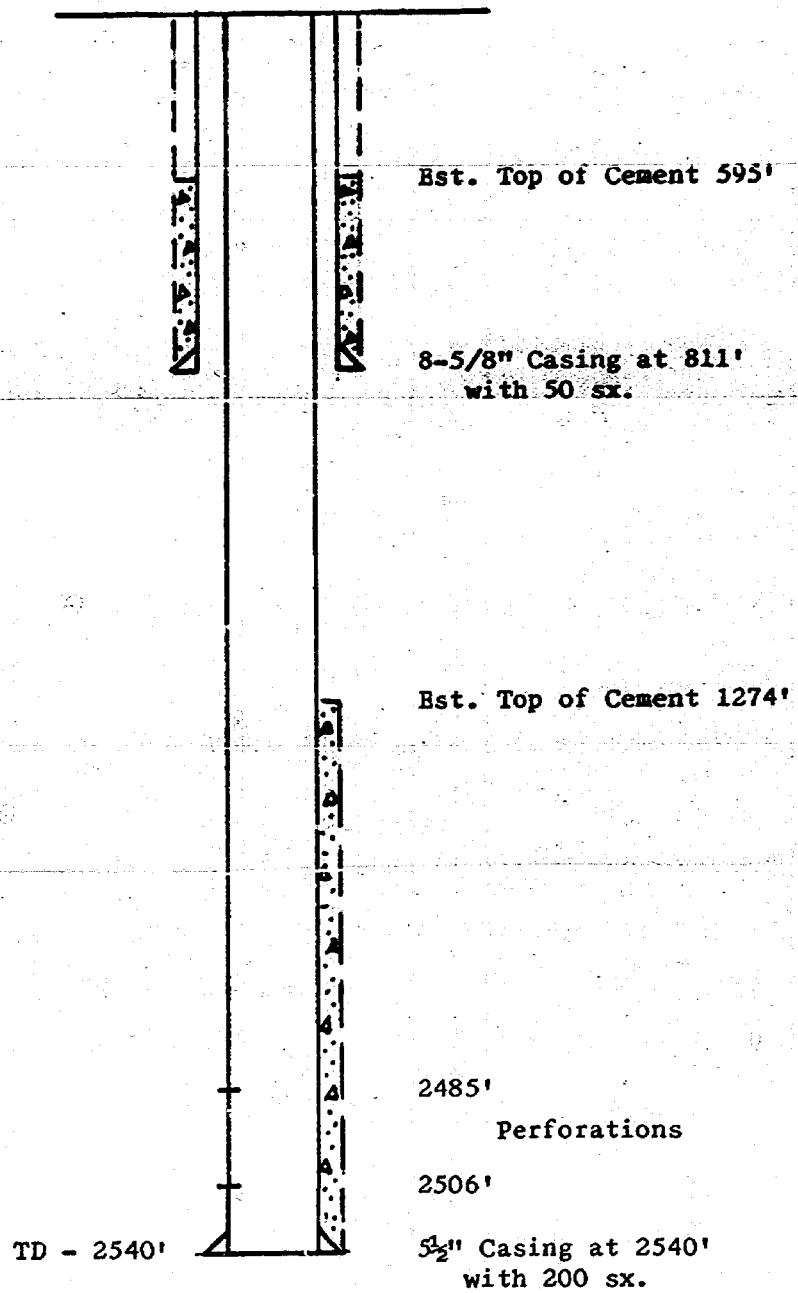 Est. Top of Cement 595'
8-5/8" Casing at 811'
with 50 sx.
Est. Top of Cement 1274'
2485'
Perforations
2506'
TD - 2540'
5½" Casing at 2540'
with 200 sx.